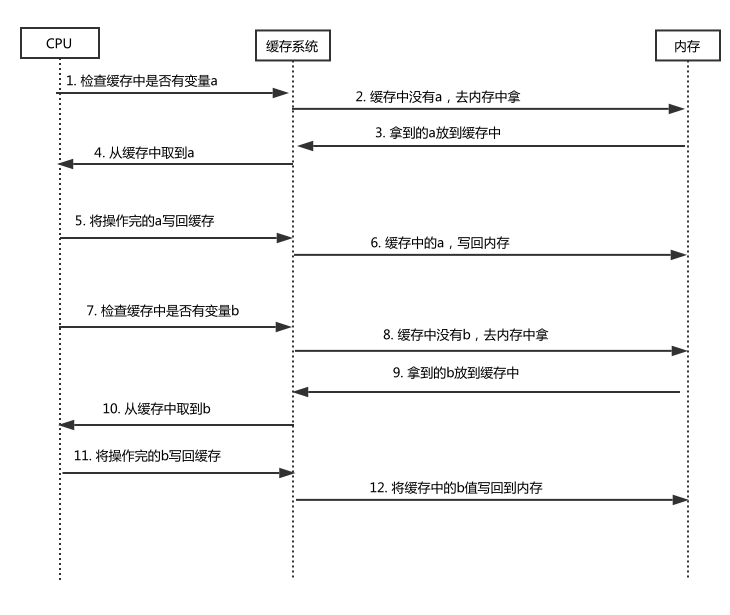 CPU
缓存系统
内存
1. 检查缓存中是否有变量a
2. 缓存中没有a，去内存中拿
3. 拿到的a放到缓存中
4. 从缓存中取到a
5. 将操作完的a写回缓存
6. 缓存中的a，写回内存
7. 检查缓存中是否有变量b
8. 缓存中没有b，去内存中拿
9. 拿到的b放到缓存中
10. 从缓存中取到b
11. 将操作完的b写回缓存
12. 将缓存中的b值写回到内存